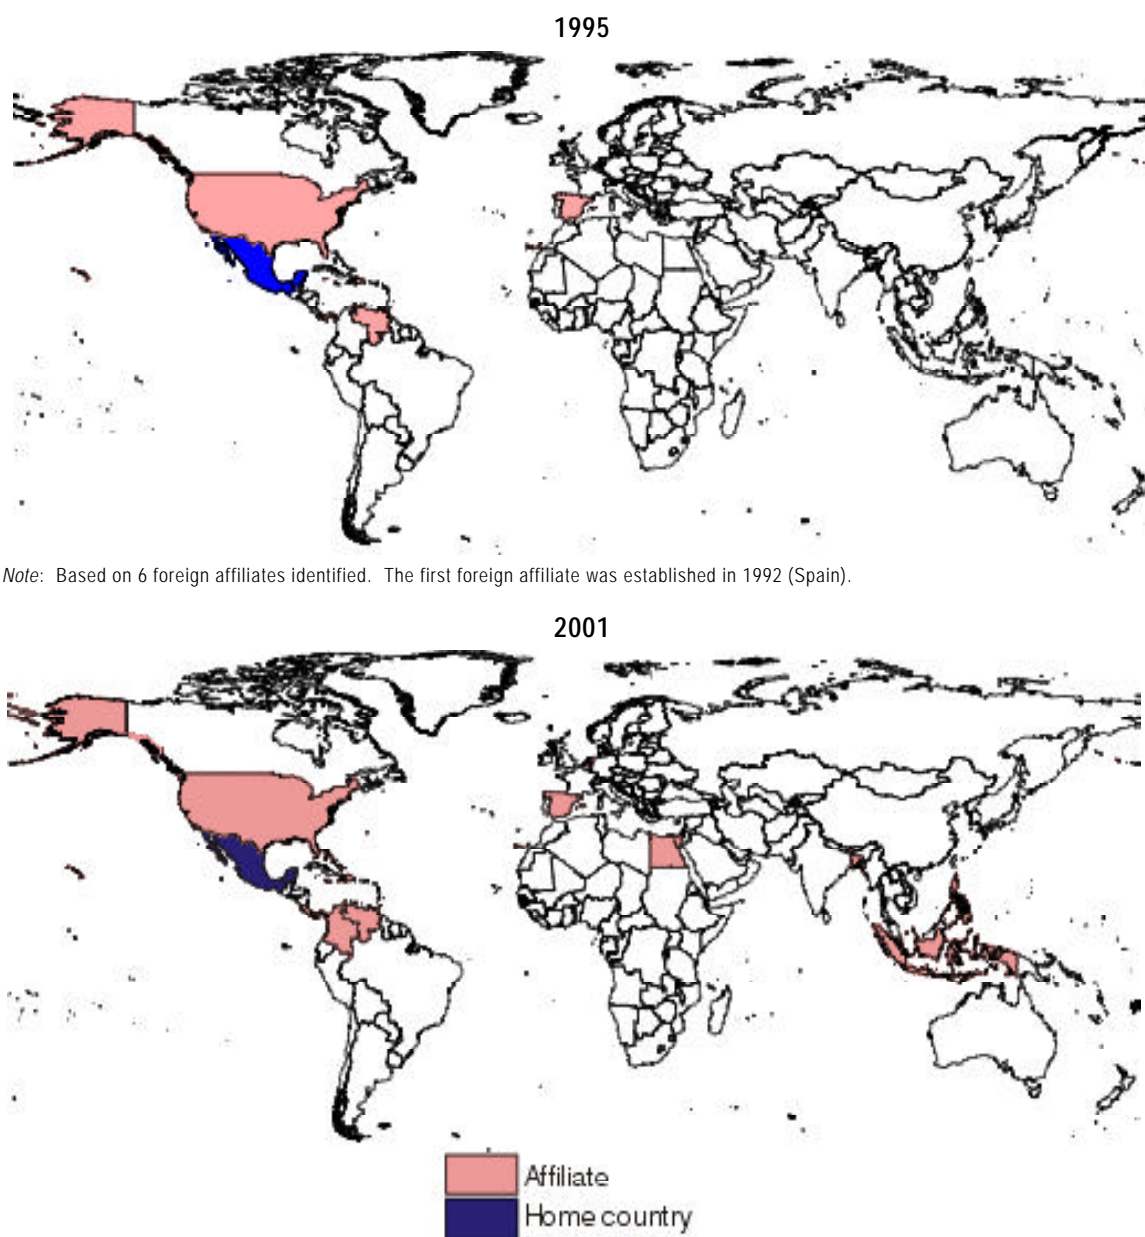 1995
Note: Based on 6 foreign affiliates identified. The first foreign affiliate was established in 1992 (Spain).
2001
Affiliate
Home country